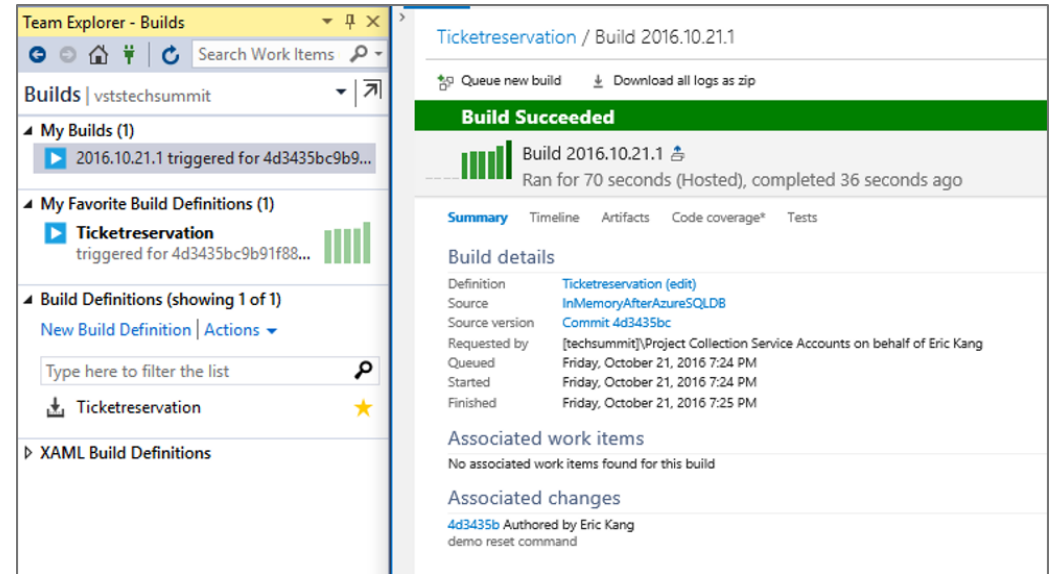 Team Explorer - Builds
Search Work Items
Builds | vststechsummit
My Builds (1)
2016.10.21.1 triggered for 4d3435bc9b9...
My Favorite Build Definitions (1)
Ticketreservation
triggered for 4d3435bc9b91f88...
Build Definitions (showing 1 of 1)
New Build Definition | Actions
Type here to filter the list
Ticketreservation
XAML Build Definitions
Ticketreservation / Build 2016.10.21.1
Queue new build Download all logs as zip
Build Succeeded
Build 2016.10.21.1
Ran for 70 seconds (Hosted), completed 36 seconds ago
Summary Timeline Artifacts Code coverage* Tests
Build details
Definition Ticketreservation (edit)
Source InMemoryAfterAzureSQLDB
Source version Commit 4d3435bc
Requested by [techsummit]\Project Collection Service Accounts on behalf of Eric Kang
Queued Friday, October 21, 2016 7:24 PM
Started Friday, October 21, 2016 7:24 PM
Finished Friday, October 21, 2016 7:25 PM
Associated work items
No associated work items found for this build
Associated changes
4d3435b Authored by Eric Kang
demo reset command